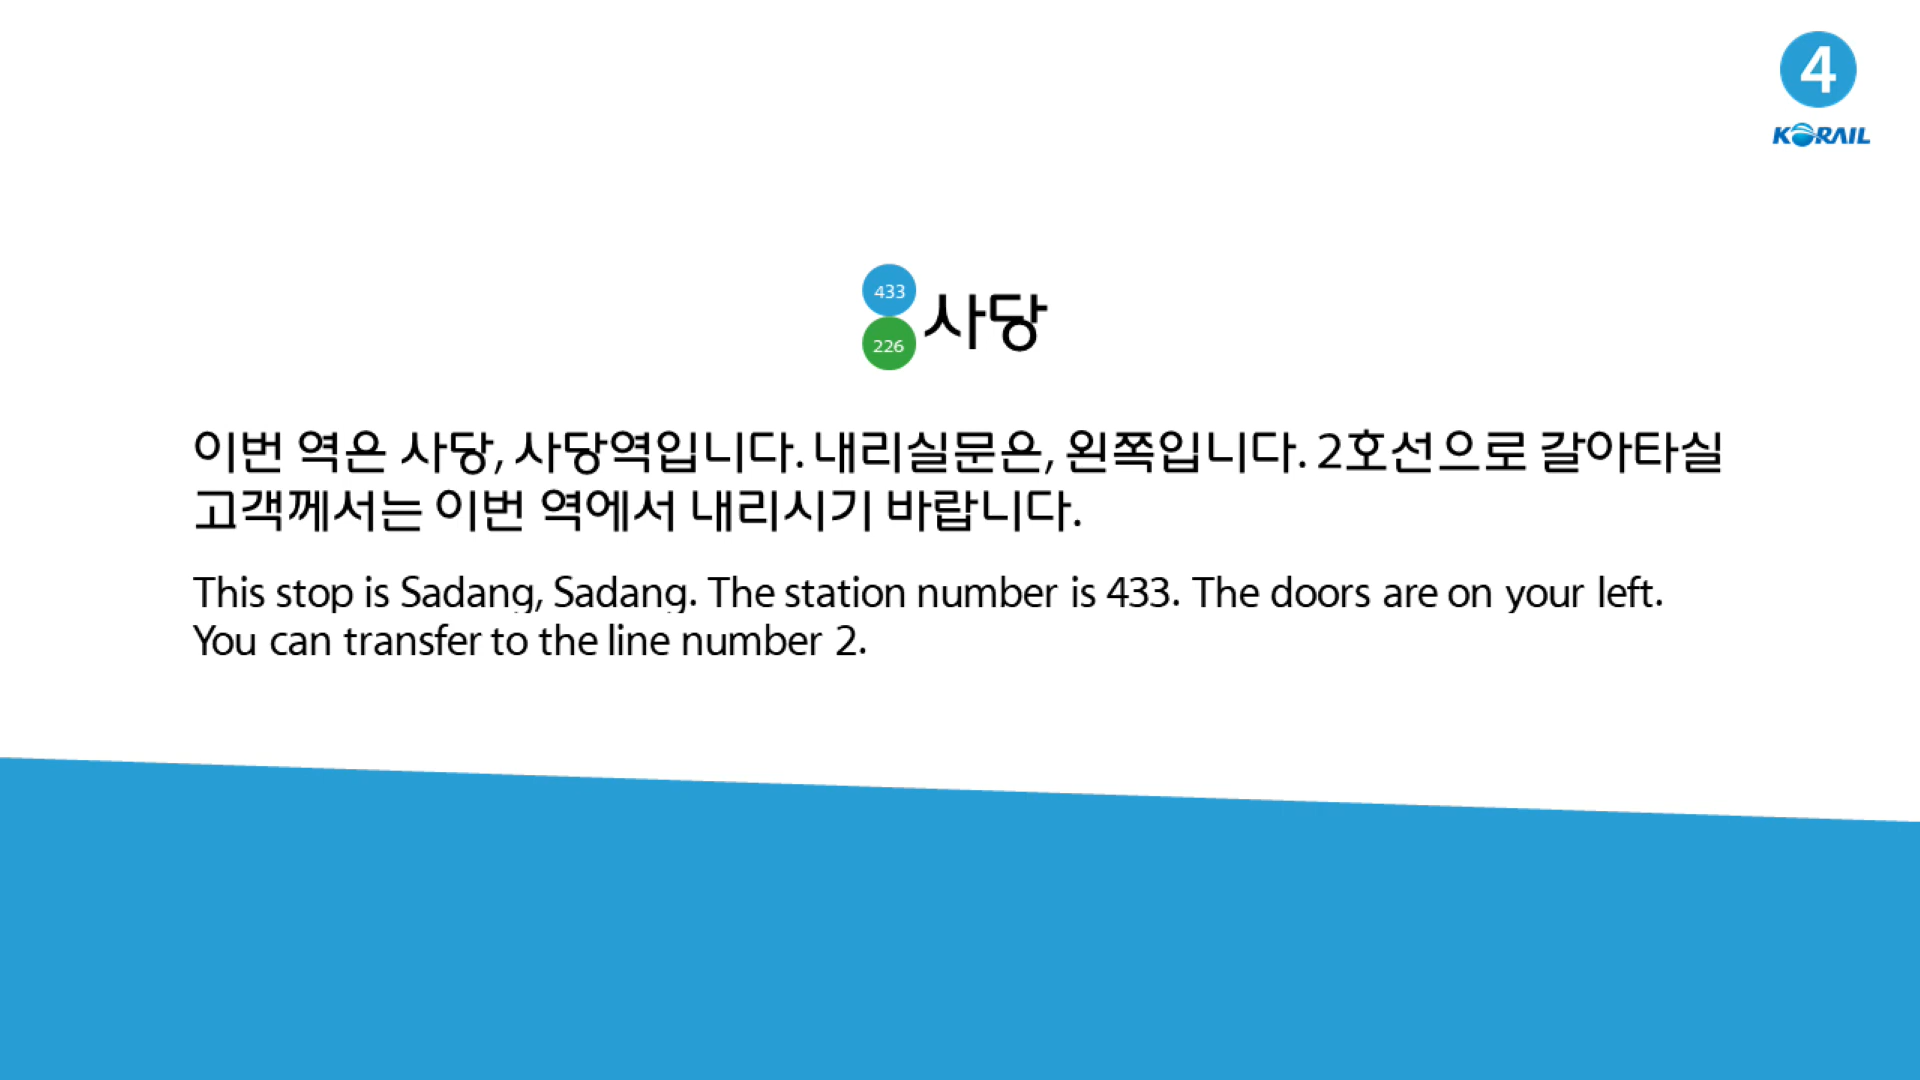 4
KORAIL
433
사당
226
이번 역은 사당, 사당역입니다. 내리실문은, 왼쪽입니다. 2호선으로 갈아타실
고객께서는 이번 역에서 내리시기 바랍니다.
This stop is Sadang, Sadang. The station number is 433. The doors are on your left.
You can transfer to the line number 2.